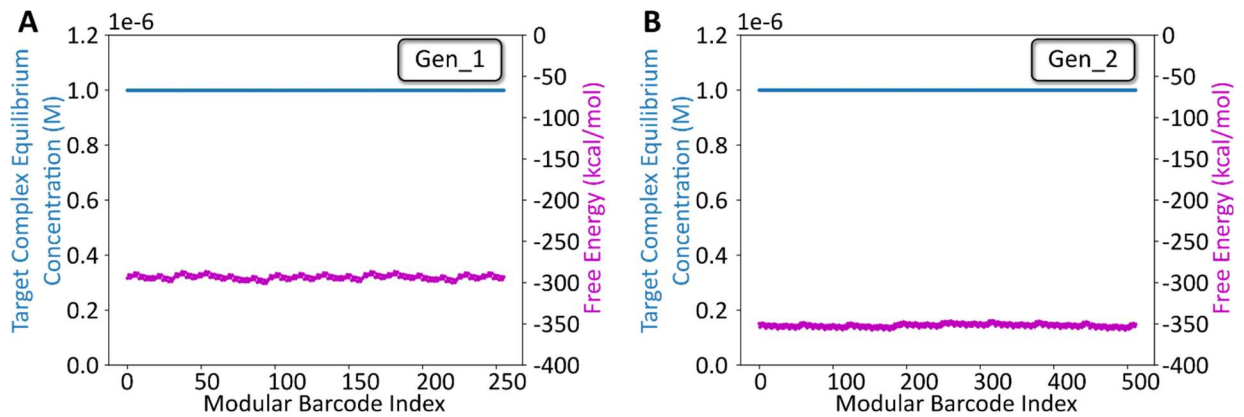 A
1e-6
Gen_1
Target Complex Equilibrium
Concentration (M)
1.2
1.0
0.8
0.6
0.4
0.2
0.0
0
-50
-100
-150
-200
-250
-300
-350
-400
Free Energy (kcal/mol)
0 50 100 150 200 250
Modular Barcode Index
B
1e-6
Gen_2
Target Complex Equilibrium
Concentration (M)
1.2
1.0
0.8
0.6
0.4
0.2
0.0
0
-50
-100
-150
-200
-250
-300
-350
-400
Free Energy (kcal/mol)
0 100 200 300 400 500
Modular Barcode Index